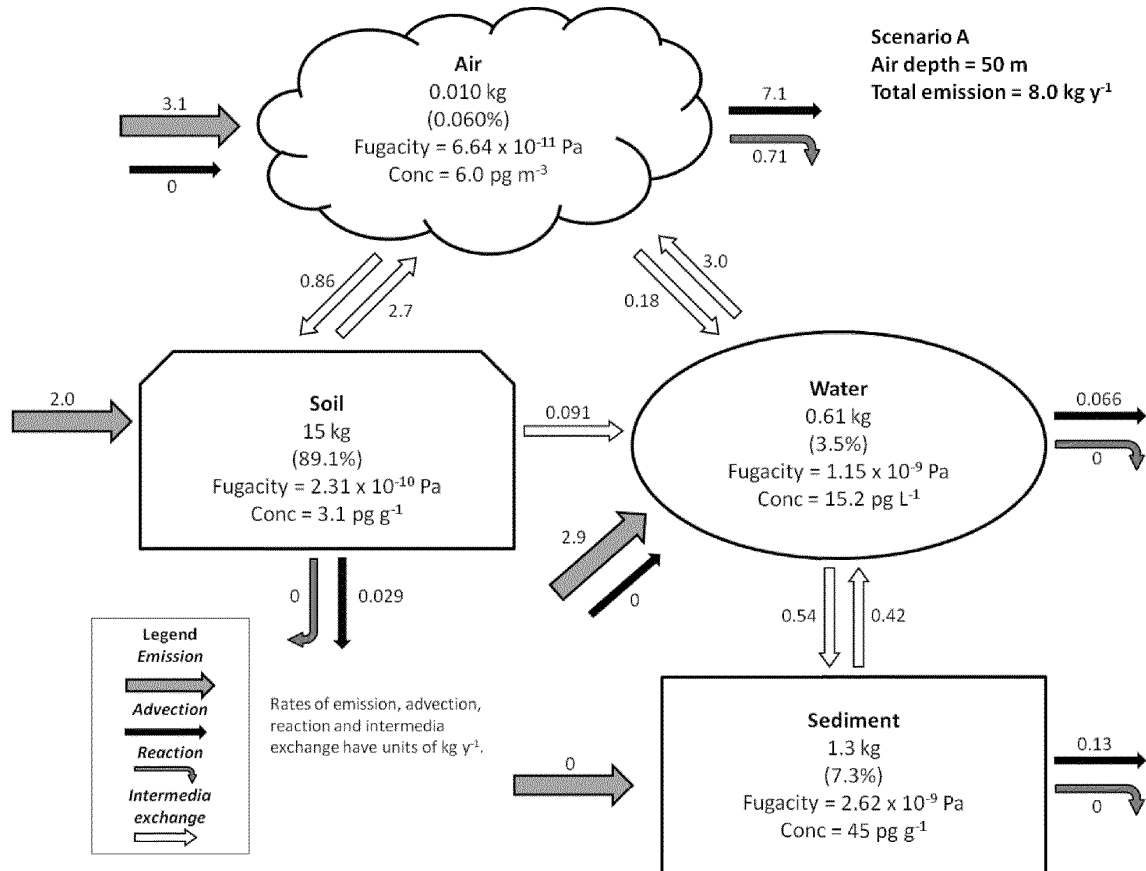 Scenario A
Air depth = 50 m
Total emission = 8.0 kg y⁻¹
Air
0.010 kg
(0.060%)
Fugacity = 6.64 x 10⁻¹¹ Pa
Conc = 6.0 pg m⁻³
3.1
0
7.1
0.71
0.86
2.7
0.18
3.0
2.0
Soil
15 kg
(89.1%)
Fugacity = 2.31 x 10⁻¹⁰ Pa
Conc = 3.1 pg g⁻¹
0.091
Water
0.61 kg
(3.5%)
Fugacity = 1.15 x 10⁻⁹ Pa
Conc = 15.2 pg L⁻¹
0.066
0
2.9
0
0
0.029
0.54
0.42
Legend
Emission
Advection
Reaction
Intermedia
exchange
Rates of emission, advection,
reaction and intermedia
exchange have units of kg y⁻¹.
0
Sediment
1.3 kg
(7.3%)
Fugacity = 2.62 x 10⁻⁹ Pa
Conc = 45 pg g⁻¹
0.13
0